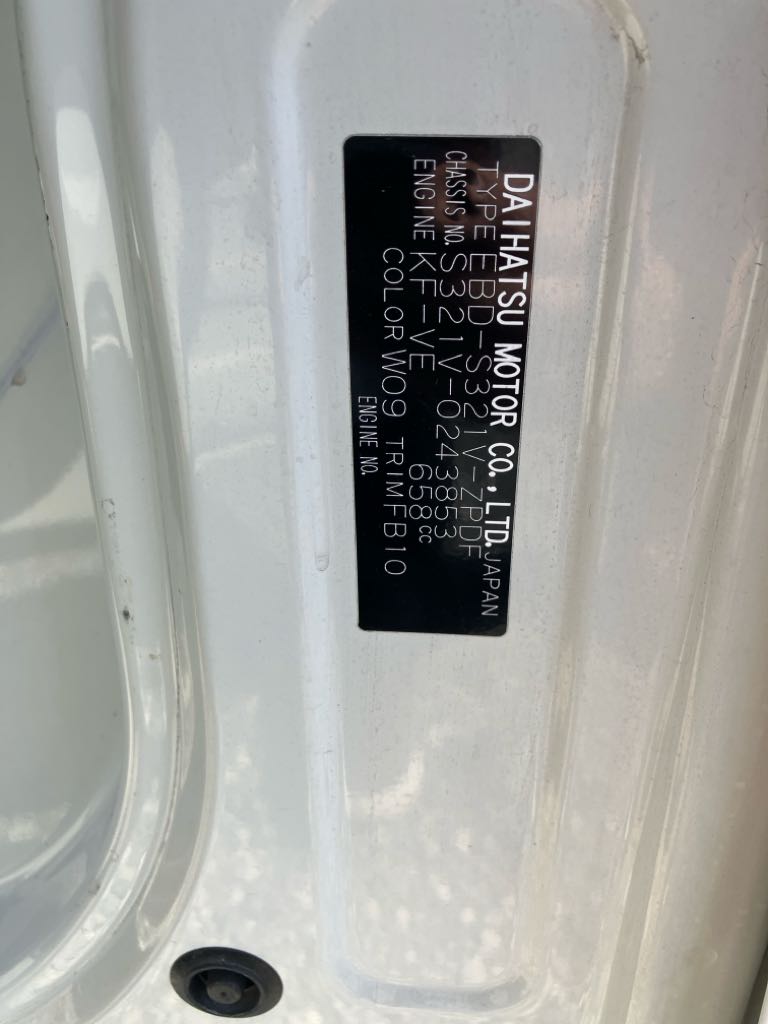 DAIHATSU MOTOR CO., LTD. JAPAN
TYPE EBD-S321V-ZPDF
CHASSIS NO. S321V-0243853
ENGINE KF-VE 658cc
COLOR W09 TRIM FB10
ENGINE NO.